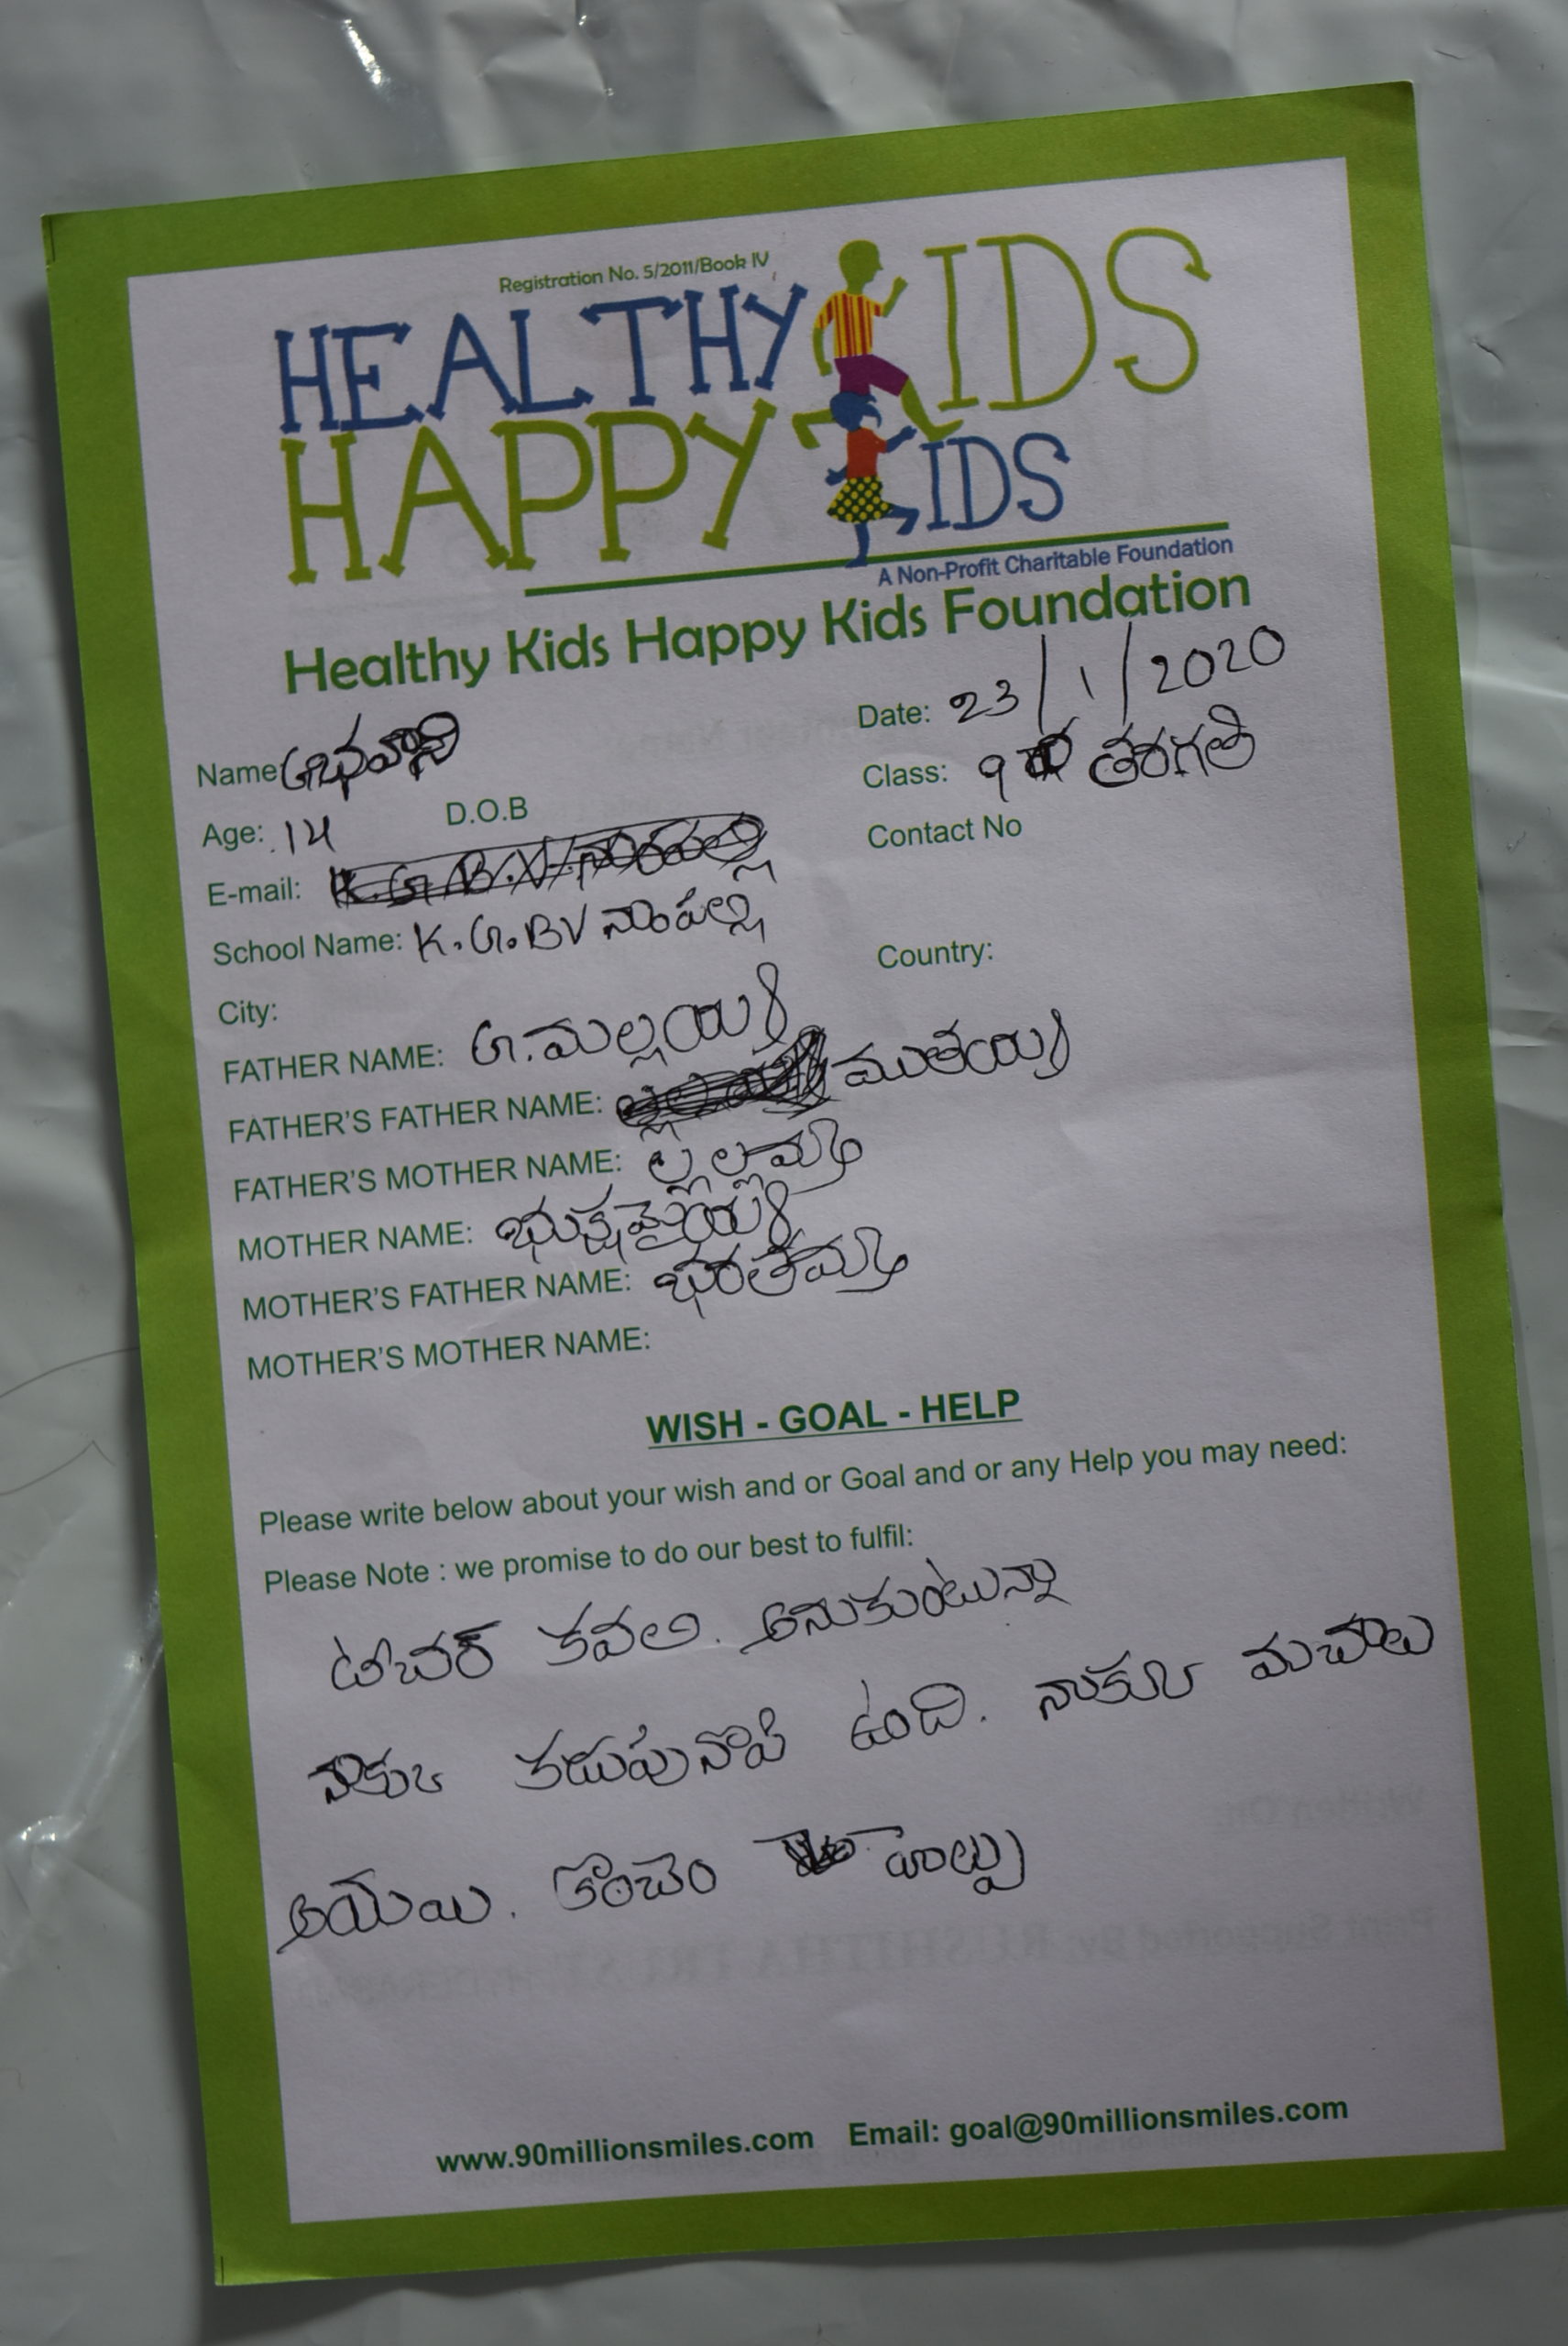 Registration No. 5/2011/Book IV
HEALTHY KIDS
HAPPY KIDS
A Non-Profit Charitable Foundation
Healthy Kids Happy Kids Foundation
Date: 23/1/2020
Name: G భవాని
Class: 9 తరగతి
Age: 14 D.O.B
Contact No
E-mail: K.G.B.V నాంపల్లి
School Name: K.G.BV నాంపల్లి
City: Country:
FATHER NAME: G. మల్లయ్య
FATHER'S FATHER NAME: ముతయ్య
FATHER'S MOTHER NAME: ల్లల్లమ్మ
MOTHER NAME:
MOTHER'S FATHER NAME: భరతమ్మ
MOTHER'S MOTHER NAME:
WISH - GOAL - HELP
Please write below about your wish and or Goal and or any Help you may need:
Please Note : we promise to do our best to fulfil:
టిచర్ కవలి. అనుకుంటున్నా
నాకు కడుపునొపి ఉంది. నాకు మచాలు
అయెయి. కొంచెం హెల్పు
www.90millionsmiles.com Email: goal@90millionsmiles.com